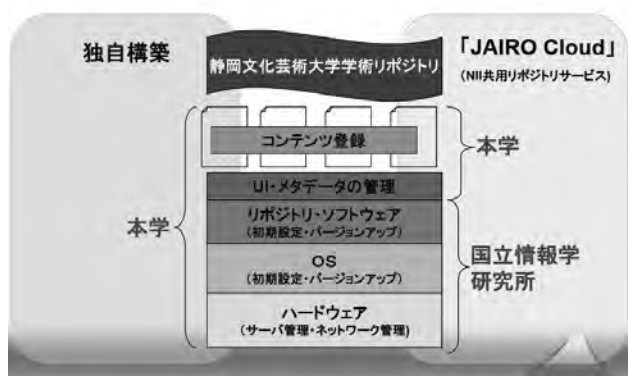 独自構築
静岡文化芸術大学学術リポジトリ
「JAIRO Cloud」
(NII共用リポジトリサービス)
コンテンツ登録
本学
UI・メタデータの管理
リポジトリ・ソフトウェア
(初期設定・バージョンアップ)
本学
OS
(初期設定・バージョンアップ)
国立情報学
研究所
ハードウェア
(サーバ管理・ネットワーク管理)